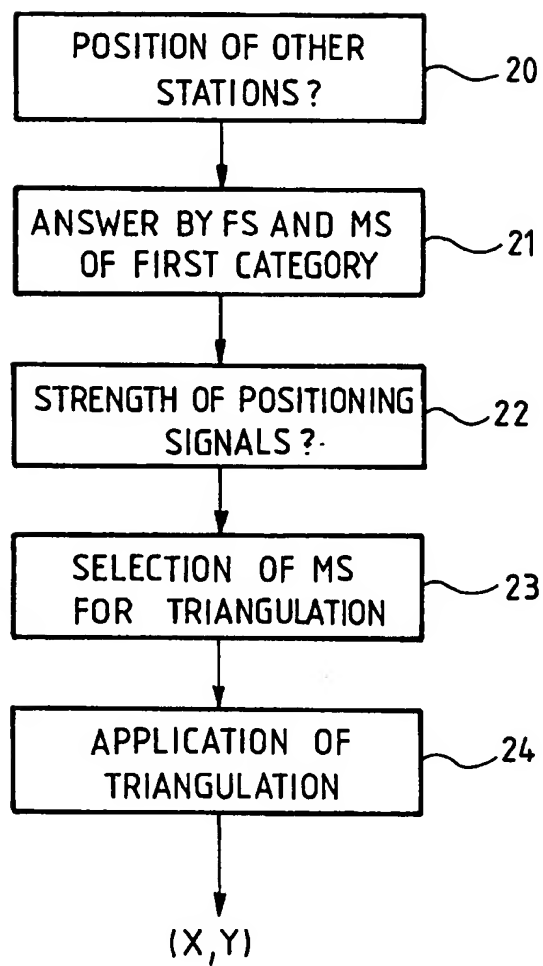 POSITION OF OTHER
STATIONS?
20
ANSWER BY FS AND MS
OF FIRST CATEGORY
21
STRENGTH OF POSITIONING
SIGNALS?
22
SELECTION OF MS
FOR TRIANGULATION
23
APPLICATION OF
TRIANGULATION
24
(X,Y)